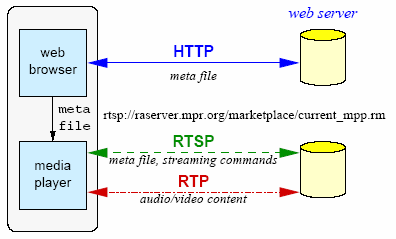 web server
web
browser
HTTP
meta file
meta
file
rtsp://raserver.mpr.org/marketplace/current_mpp.rm
RTSP
meta file, streaming commands
media
player
RTP
audio/video content